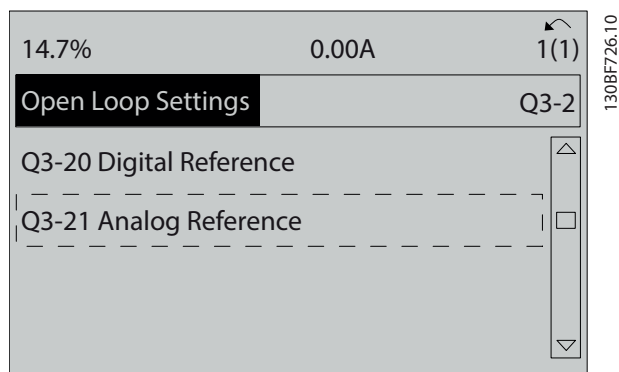 14.7% 0.00A 1(1)
Open Loop Settings Q3-2
Q3-20 Digital Reference
Q3-21 Analog Reference
130BF726.10